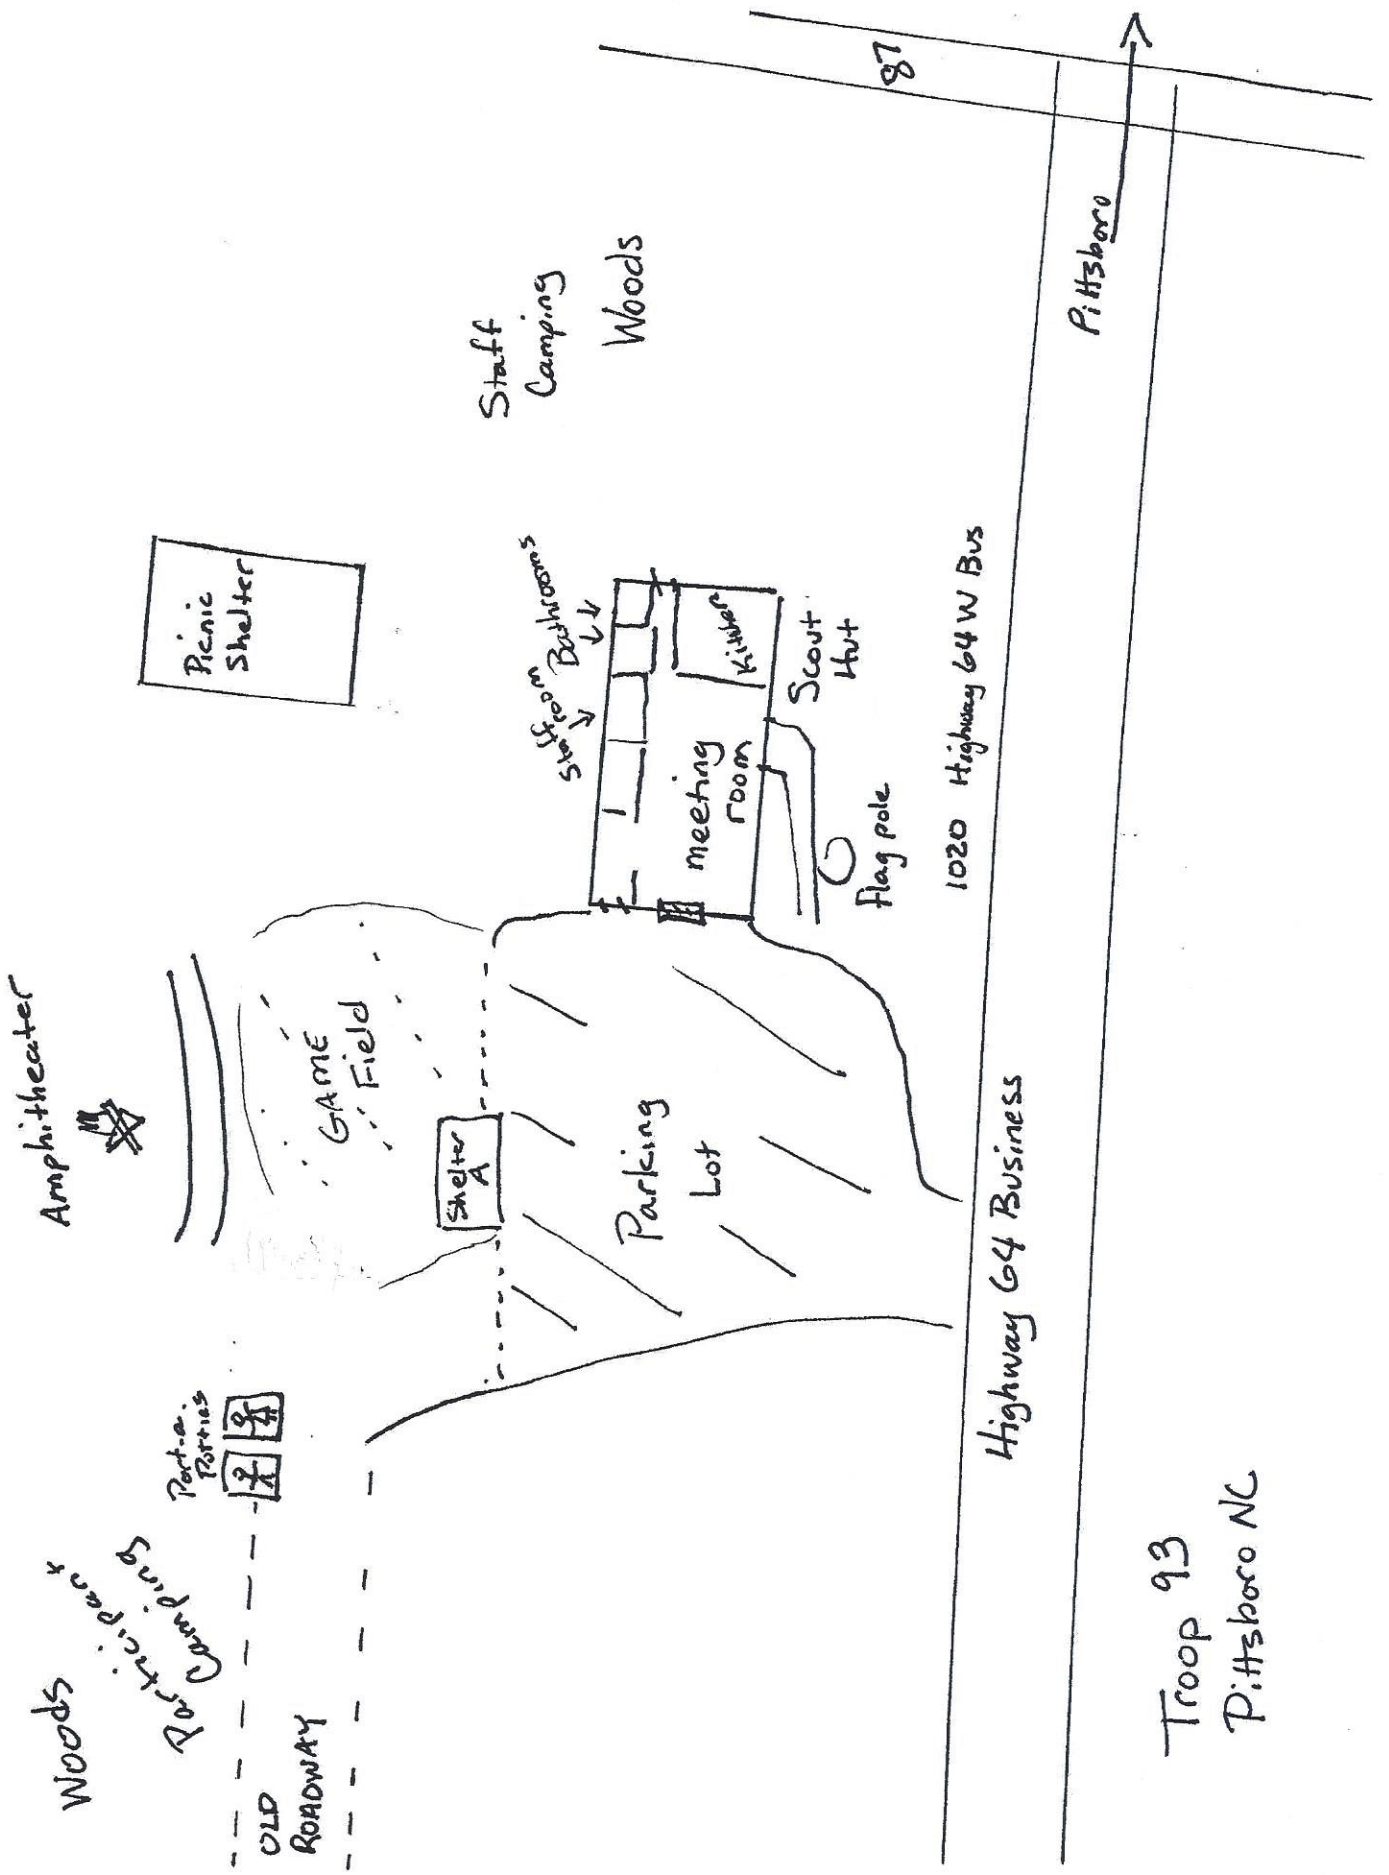 Woods
Participant
Camping
Port-a-
Potties
OLD
ROADWAY
Amphitheater
GAME
Field
Shelter
A
Parking
Lot
Picnic
Shelter
Staff room
Bathrooms
meeting
room
Kitchen
Scout
Hut
Flag pole
Staff
Camping
Woods
1020 Highway 64 W Bus
Highway 64 Business
Pittsboro
87
Troop 93
Pittsboro NC